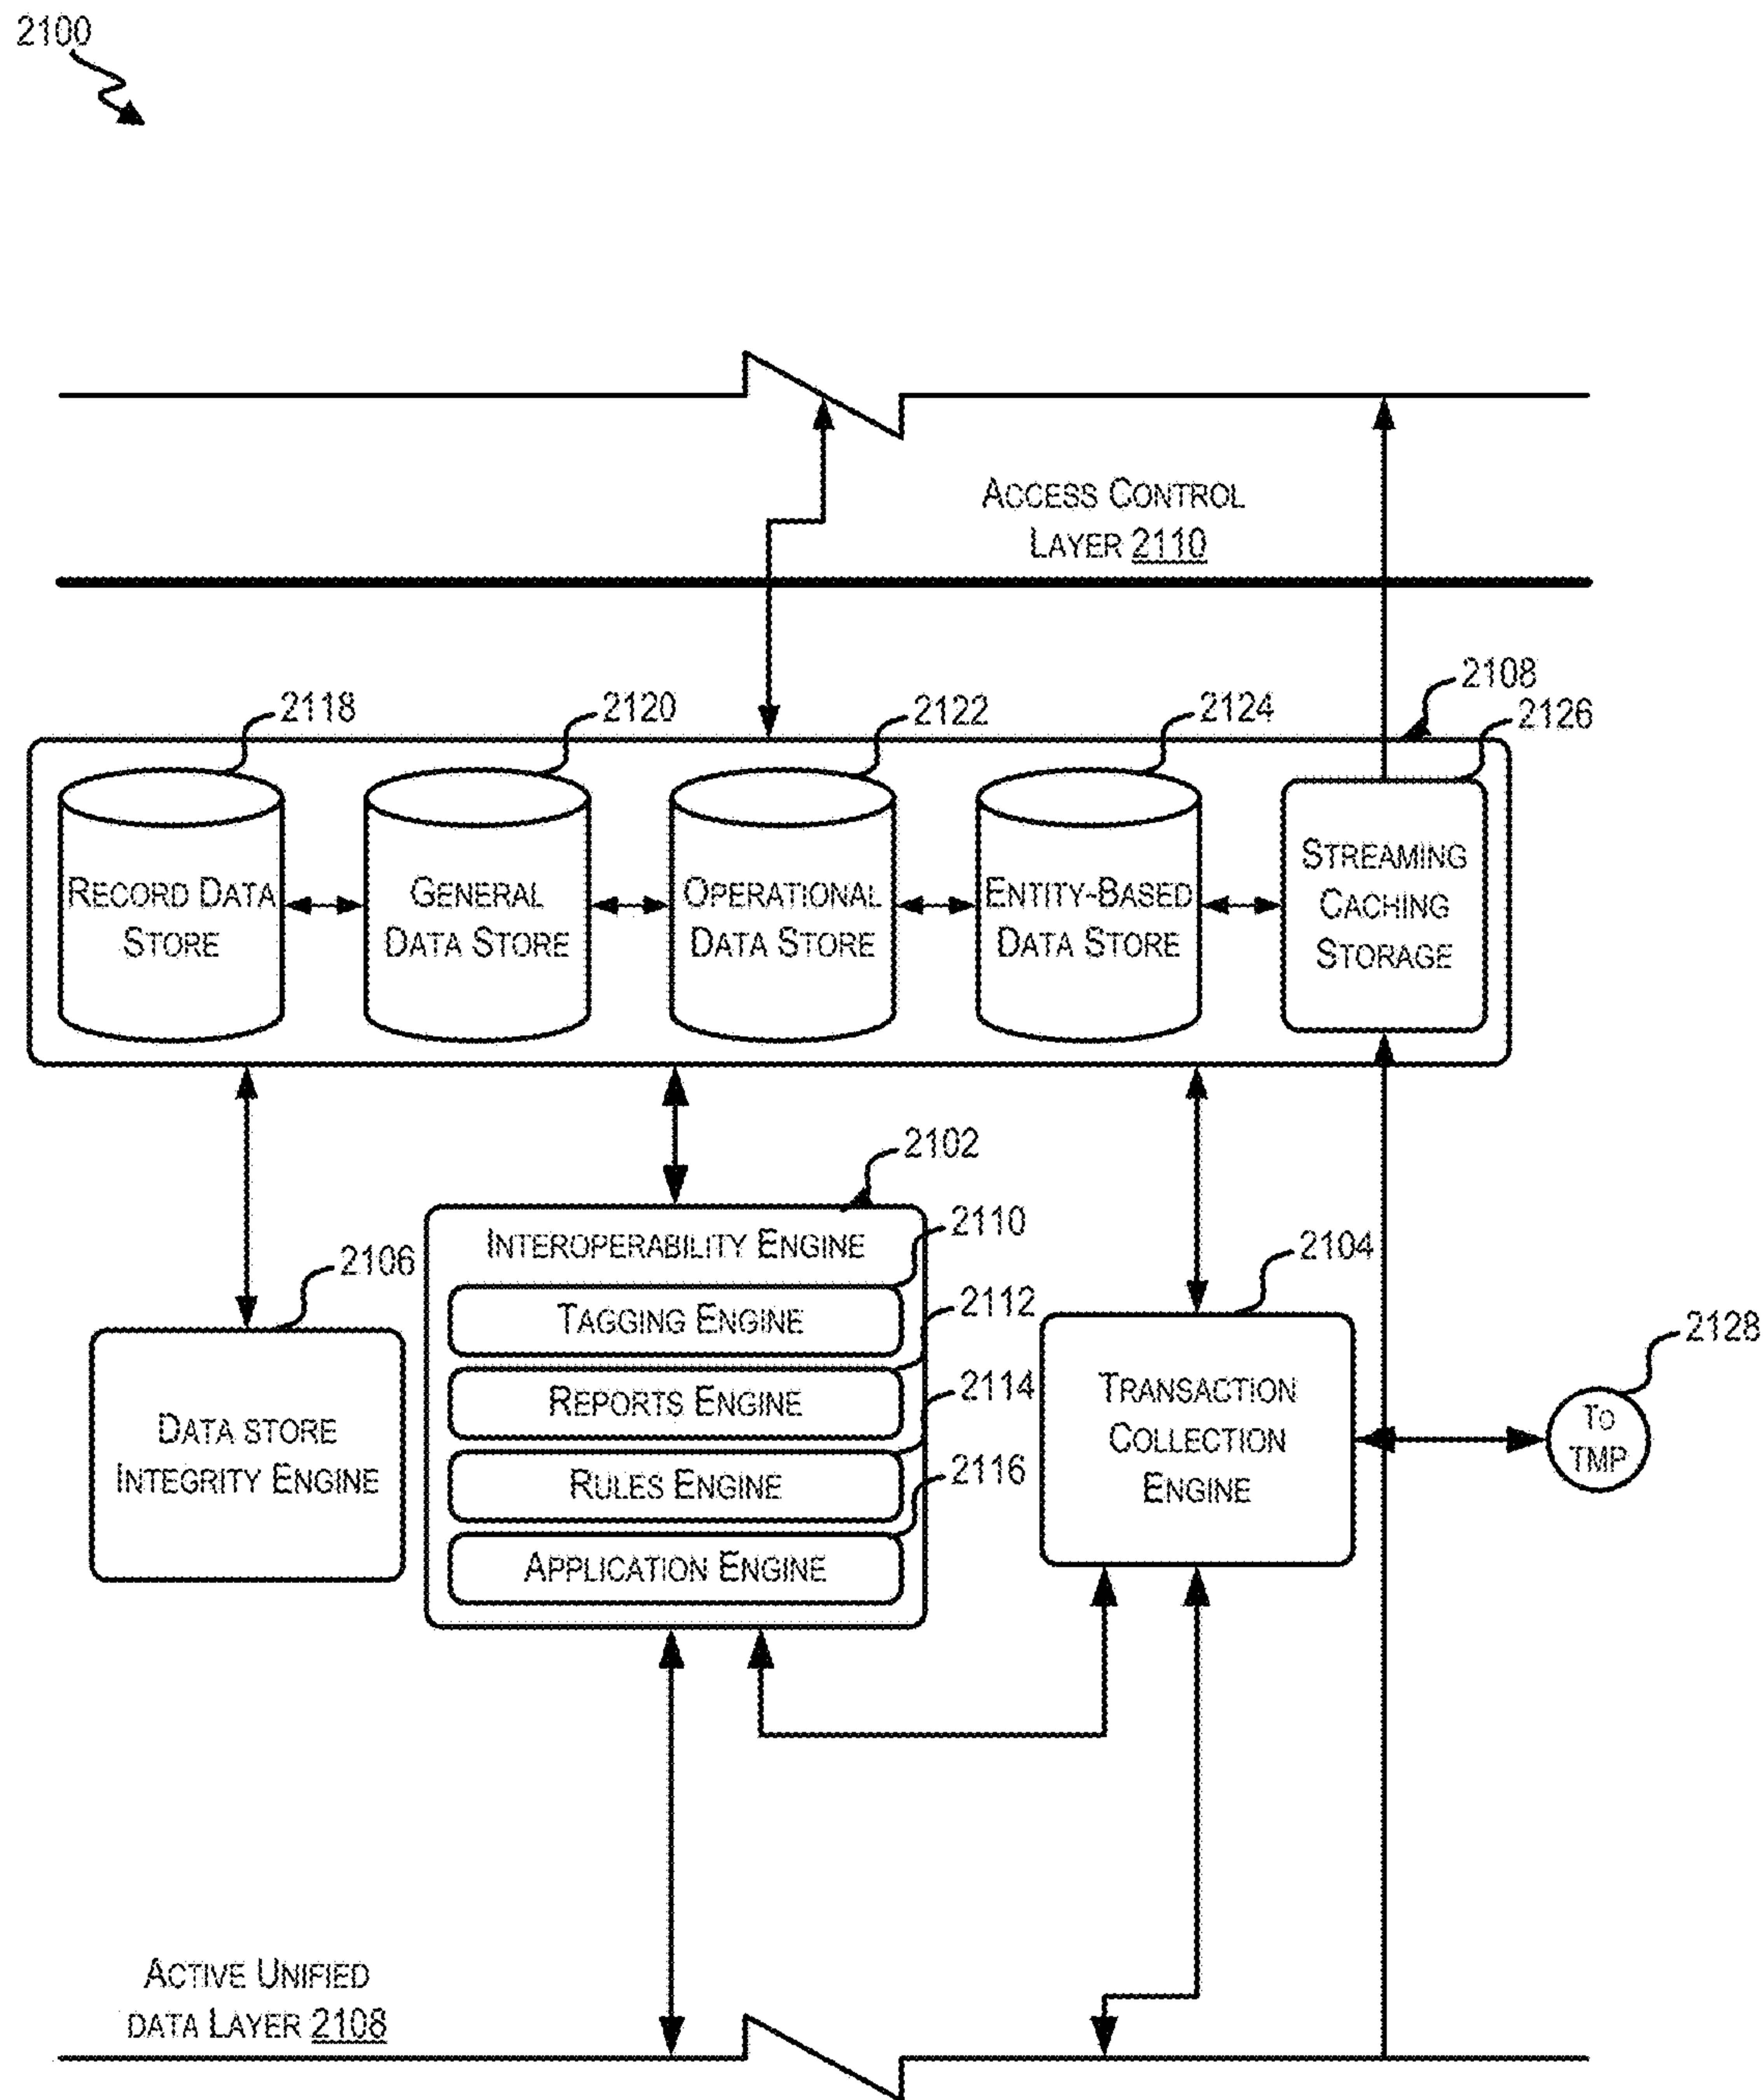 2100
ACCESS CONTROL
LAYER 2110
2108
2118
2120
2122
2124
2126
RECORD DATA
STORE
GENERAL
DATA STORE
OPERATIONAL
DATA STORE
ENTITY-BASED
DATA STORE
STREAMING
CACHING
STORAGE
2102
INTEROPERABILITY ENGINE
2110
TAGGING ENGINE
2112
REPORTS ENGINE
2114
RULES ENGINE
2116
APPLICATION ENGINE
2106
DATA STORE
INTEGRITY ENGINE
2104
TRANSACTION
COLLECTION
ENGINE
2128
TO
TMP
ACTIVE UNIFIED
DATA LAYER 2108